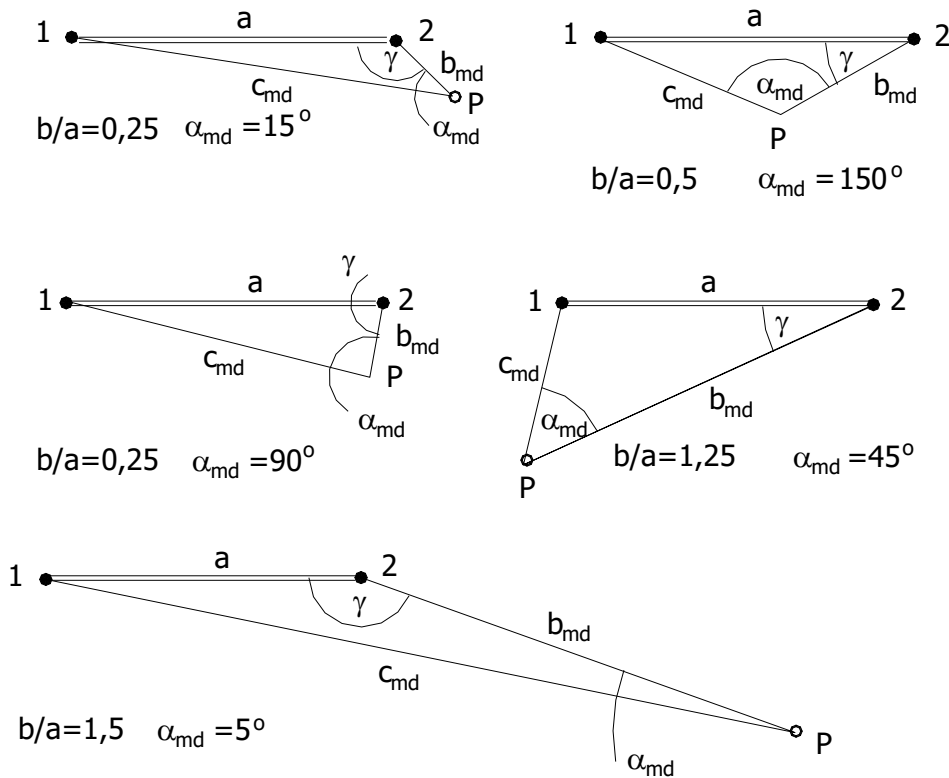 1 a 2
γ b_md
c_md P
b/a=0,25 α_md =15° α_md
1 a 2
γ
c_md α_md b_md
P
b/a=0,5 α_md = 150°
γ
1 a 2
b_md
c_md P
α_md
b/a=0,25 α_md =90°
1 a 2
γ
c_md
b_md
α_md
P
b/a=1,25 α_md =45°
1 a 2
γ
b_md
c_md
P
b/a=1,5 α_md =5° α_md